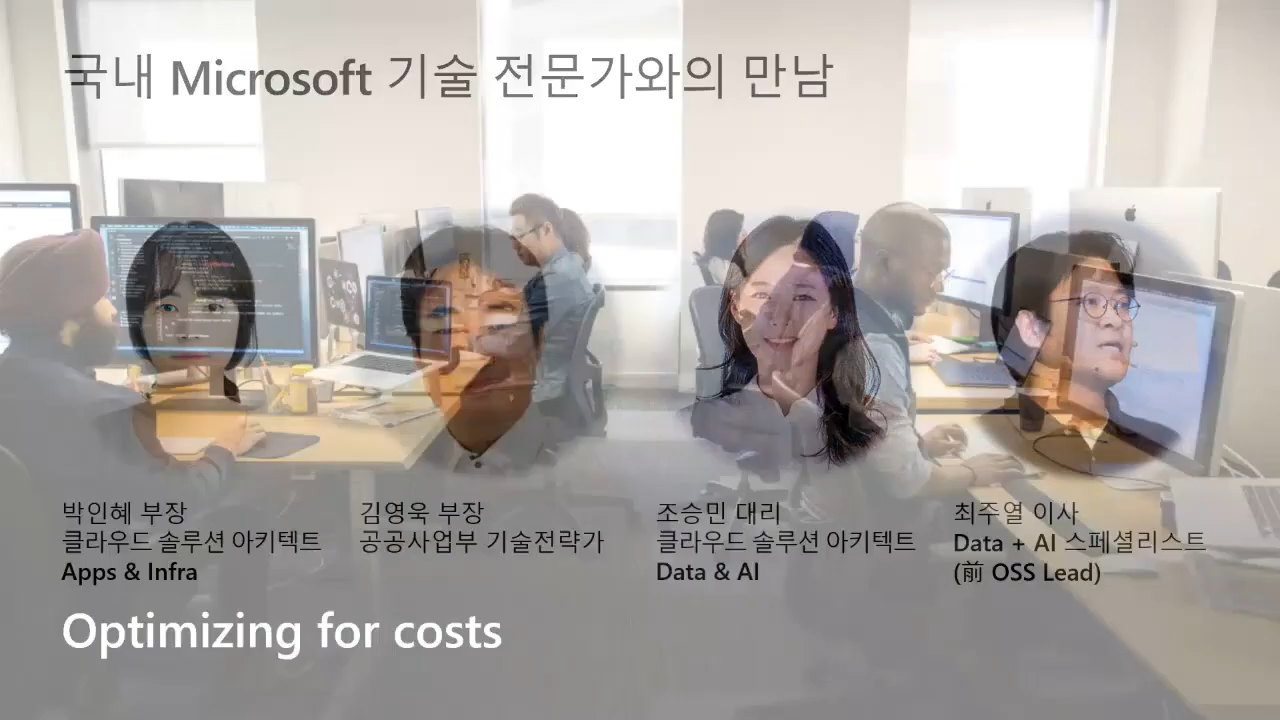 국내 Microsoft 기술 전문가와의 만남
박인혜 부장
클라우드 솔루션 아키텍트
Apps & Infra
김영욱 부장
공공사업부 기술전략가
조승민 대리
클라우드 솔루션 아키텍트
Data & AI
최주열 이사
Data + AI 스페셜리스트
(前 OSS Lead)
Optimizing for costs